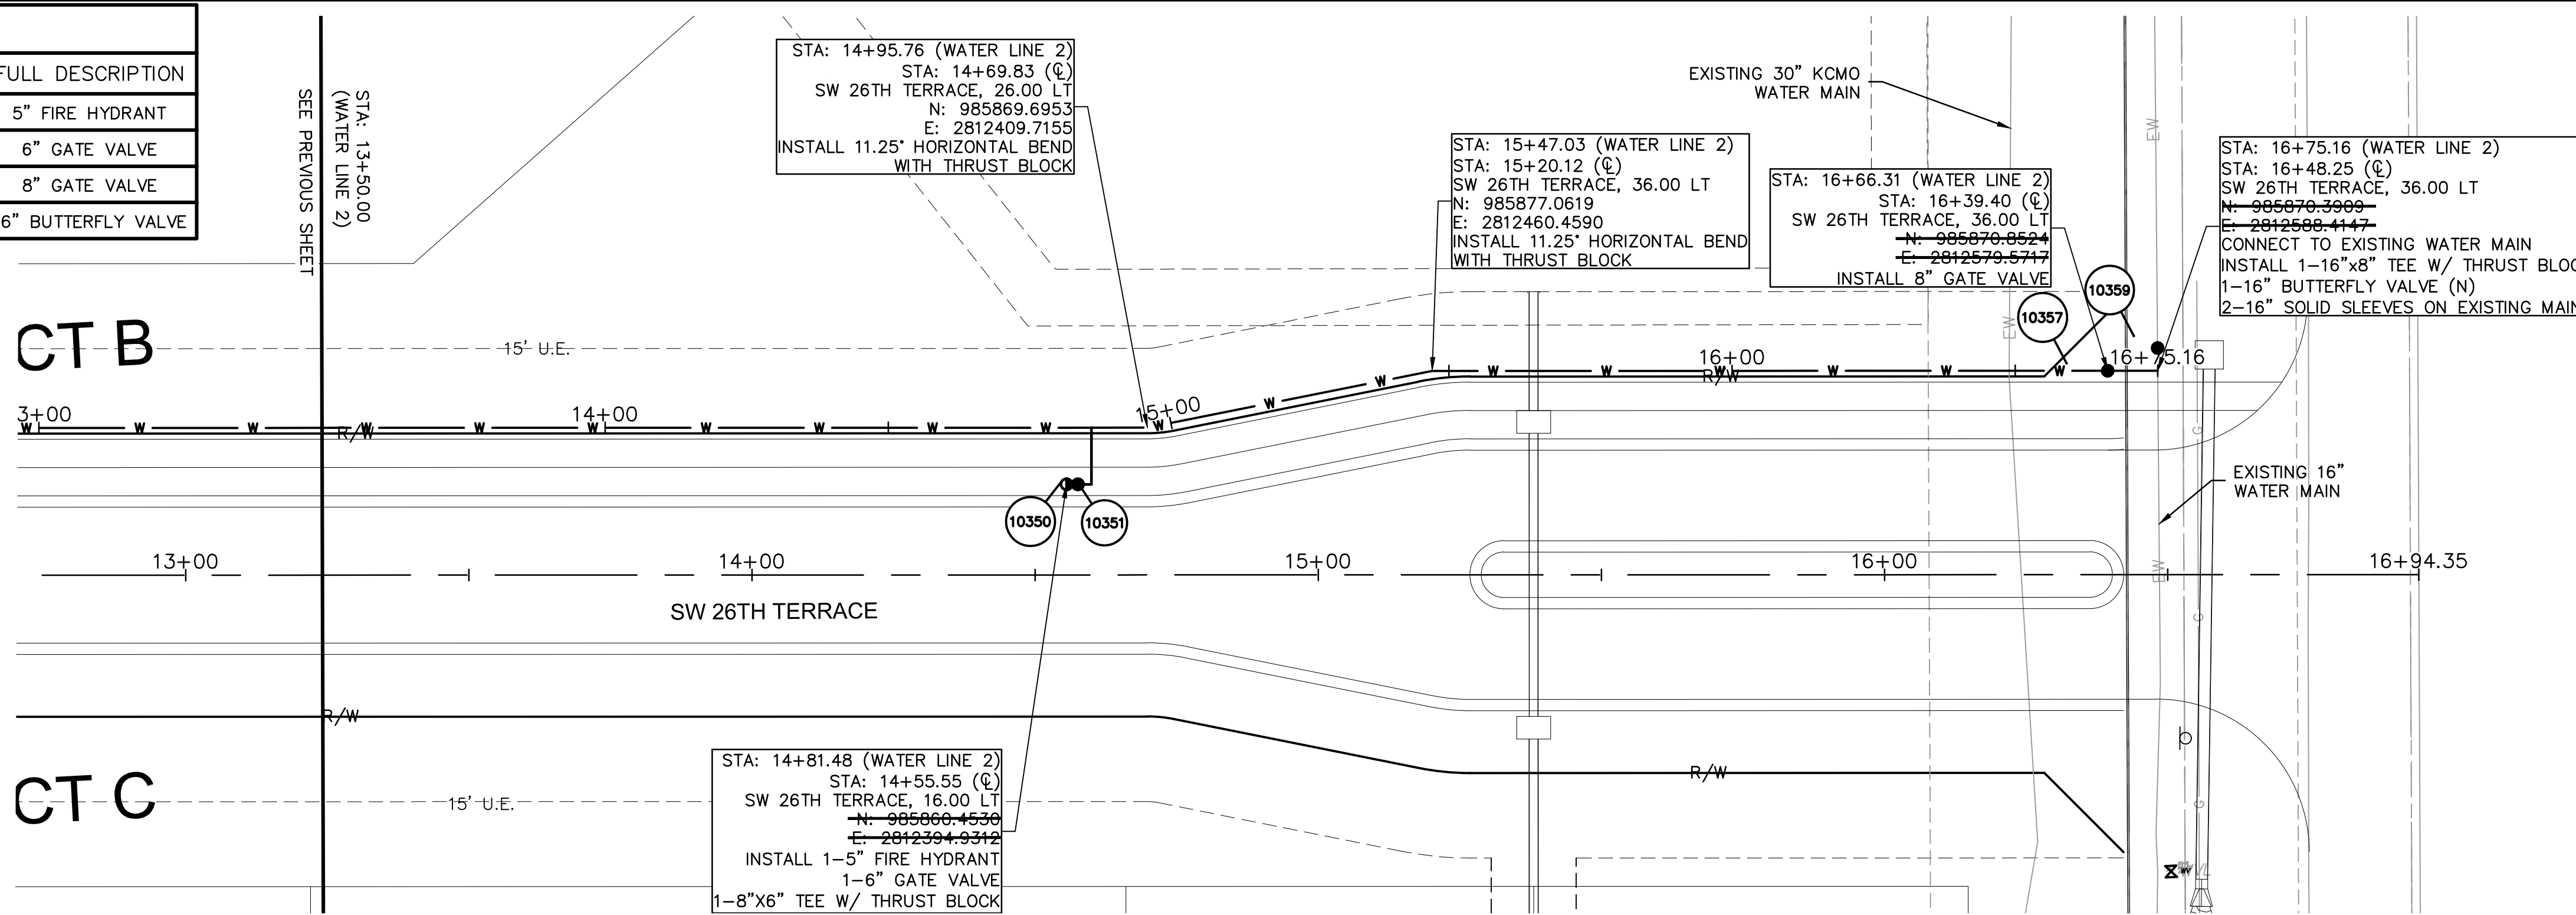 FULL DESCRIPTION
5" FIRE HYDRANT
6" GATE VALVE
8" GATE VALVE
6" BUTTERFLY VALVE
SEE PREVIOUS SHEET
STA: 13+50.00
(WATER LINE 2)
STA: 14+95.76 (WATER LINE 2)
STA: 14+69.83 (℄)
SW 26TH TERRACE, 26.00 LT
N: 985869.6953
E: 2812409.7155
INSTALL 11.25° HORIZONTAL BEND
WITH THRUST BLOCK
EXISTING 30" KCMO
WATER MAIN
STA: 15+47.03 (WATER LINE 2)
STA: 15+20.12 (℄)
SW 26TH TERRACE, 36.00 LT
N: 985877.0619
E: 2812460.4590
INSTALL 11.25° HORIZONTAL BEND
WITH THRUST BLOCK
STA: 16+66.31 (WATER LINE 2)
STA: 16+39.40 (℄)
SW 26TH TERRACE, 36.00 LT
N: 985870.8524
E: 2812579.5717
INSTALL 8" GATE VALVE
STA: 16+75.16 (WATER LINE 2)
STA: 16+48.25 (℄)
SW 26TH TERRACE, 36.00 LT
N: 985870.3909
E: 2812588.4147
CONNECT TO EXISTING WATER MAIN
INSTALL 1-16"x8" TEE W/ THRUST BLOC
1-16" BUTTERFLY VALVE (N)
2-16" SOLID SLEEVES ON EXISTING MAIN
EW
EW
10359
10357
CT B
15' U.E.
16+00
16+75.16
R/W
W W W W W W
3+00
14+00
15+00
W W W W W W W W W W W W W
R/W
G
EXISTING 16"
WATER MAIN
10350
10351
EW
13+00
14+00
15+00
16+00
16+94.35
SW 26TH TERRACE
G
R/W
R/W
CT C
15' U.E.
G
STA: 14+81.48 (WATER LINE 2)
STA: 14+55.55 (℄)
SW 26TH TERRACE, 16.00 LT
N: 985860.4530
E: 2812394.9312
INSTALL 1-5" FIRE HYDRANT
1-6" GATE VALVE
1-8"X6" TEE W/ THRUST BLOCK